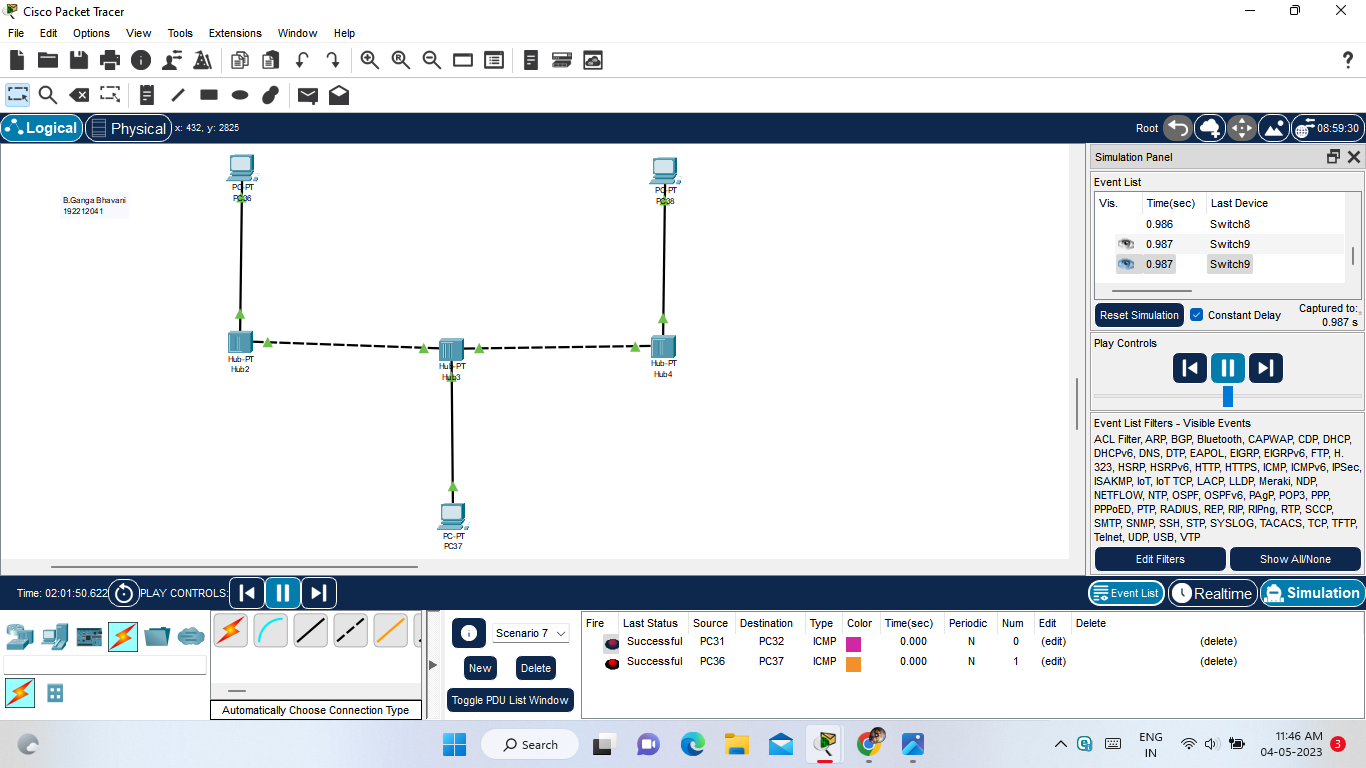 Cisco Packet Tracer
File Edit Options View Tools Extensions Window Help
Logical Physical x: 432, y: 2825 Root 08:59:30
B.Ganga Bhavani
192212041
PC-PT
PC36
PC-PT
PC38
Hub-PT
Hub2
Hub-PT
Hub3
Hub-PT
Hub4
PC-PT
PC37
Simulation Panel
Event List
Vis. Time(sec) Last Device
0.986 Switch8
0.987 Switch9
0.987 Switch9
Reset Simulation Constant Delay Captured to:
0.987 s
Play Controls
Event List Filters - Visible Events
ACL Filter, ARP, BGP, Bluetooth, CAPWAP, CDP, DHCP,
DHCPv6, DNS, DTP, EAPOL, EIGRP, EIGRPv6, FTP, H.
323, HSRP, HSRPv6, HTTP, HTTPS, ICMP, ICMPv6, IPSec,
ISAKMP, IoT, IoT TCP, LACP, LLDP, Meraki, NDP,
NETFLOW, NTP, OSPF, OSPFv6, PAgP, POP3, PPP,
PPPoED, PTP, RADIUS, REP, RIP, RIPng, RTP, SCCP,
SMTP, SNMP, SSH, STP, SYSLOG, TACACS, TCP, TFTP,
Telnet, UDP, USB, VTP
Edit Filters Show All/None
Time: 02:01:50.622 PLAY CONTROLS: Event List Realtime Simulation
Scenario 7
New Delete
Toggle PDU List Window
Automatically Choose Connection Type
Fire Last Status Source Destination Type Color Time(sec) Periodic Num Edit Delete
Successful PC31 PC32 ICMP 0.000 N 0 (edit) (delete)
Successful PC36 PC37 ICMP 0.000 N 1 (edit) (delete)
Search
ENG
IN
11:46 AM
04-05-2023
3